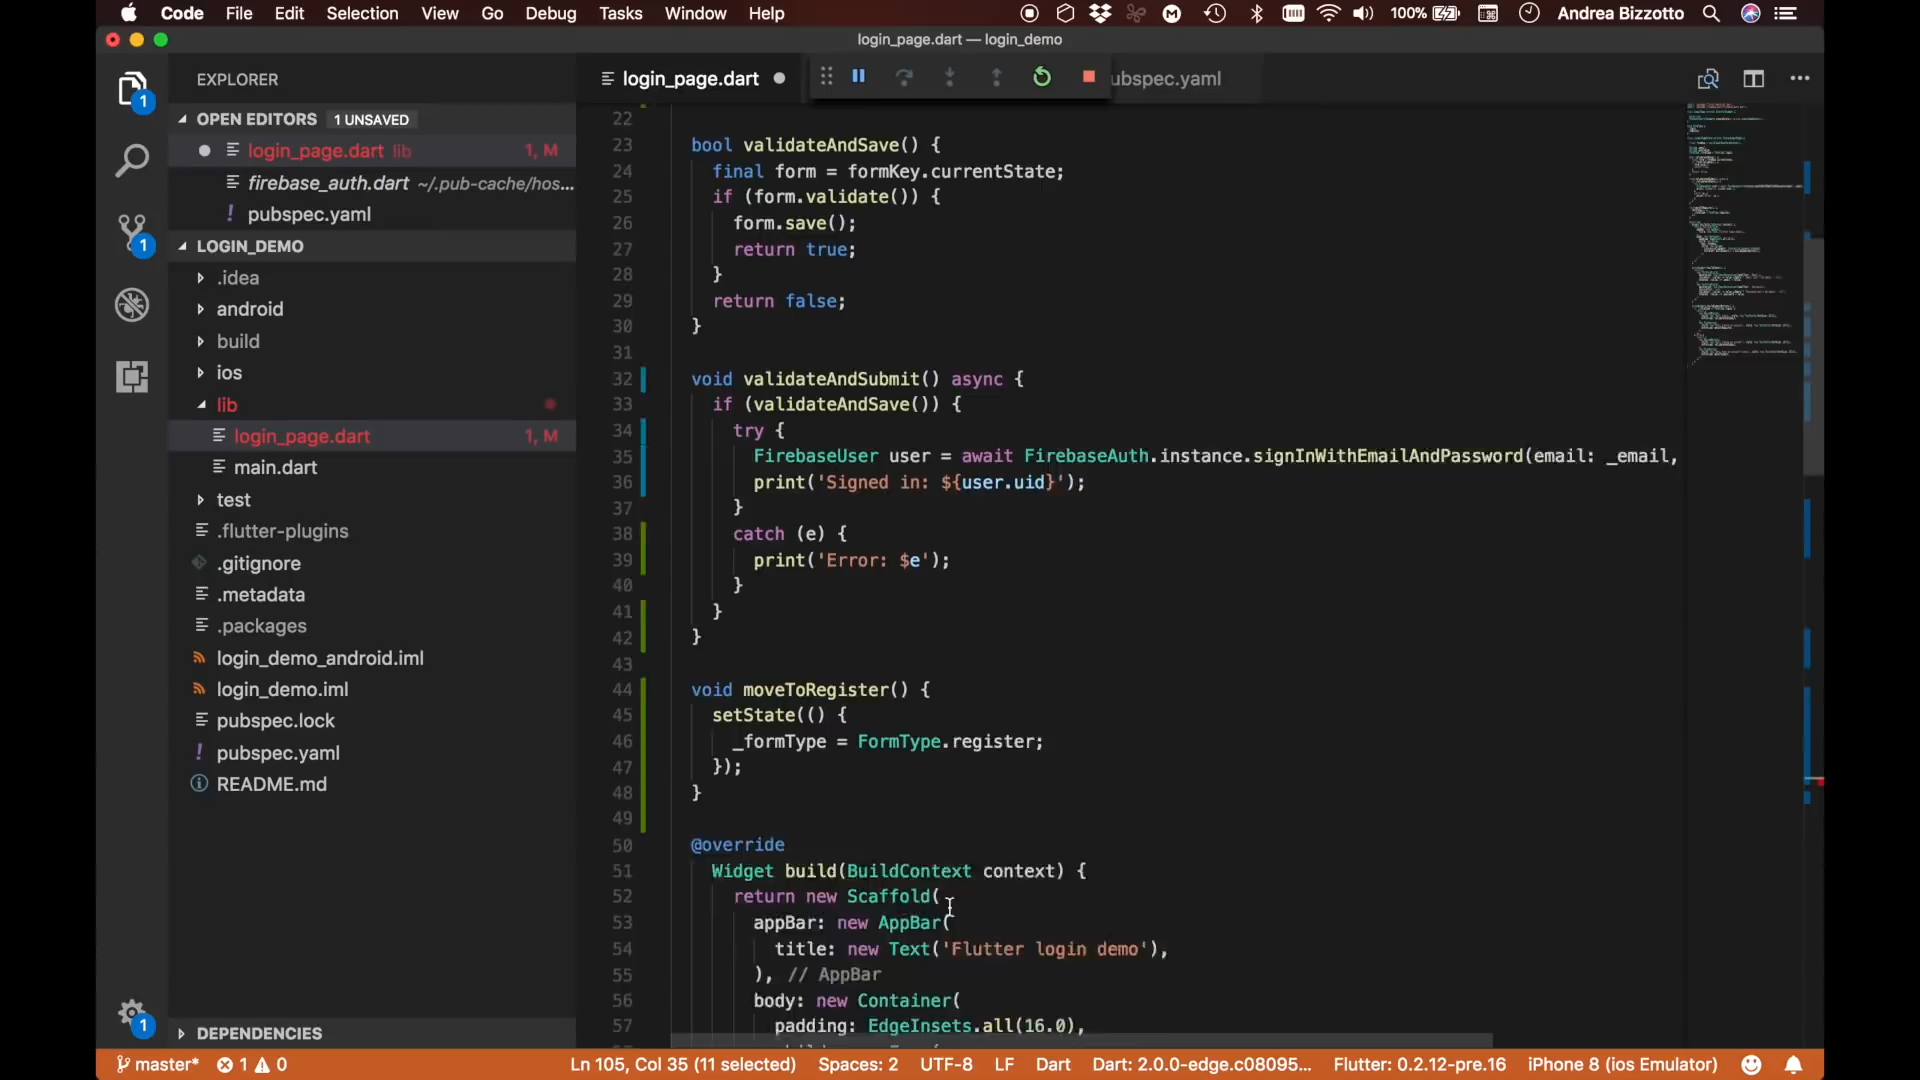 Code File Edit Selection View Go Debug Tasks Window Help 100% Andrea Bizzotto
login_page.dart — login_demo
EXPLORER
OPEN EDITORS 1 UNSAVED
login_page.dart lib 1, M
firebase_auth.dart ~/.pub-cache/hos...
! pubspec.yaml
LOGIN_DEMO
.idea
android
build
ios
lib
login_page.dart 1, M
main.dart
test
.flutter-plugins
.gitignore
.metadata
.packages
login_demo_android.iml
login_demo.iml
pubspec.lock
! pubspec.yaml
README.md
DEPENDENCIES
1
1
1
login_page.dart ubspec.yaml
22
23 bool validateAndSave() {
24 final form = formKey.currentState;
25 if (form.validate()) {
26 form.save();
27 return true;
28 }
29 return false;
30 }
31
32 void validateAndSubmit() async {
33 if (validateAndSave()) {
34 try {
35 FirebaseUser user = await FirebaseAuth.instance.signInWithEmailAndPassword(email: _email,
36 print('Signed in: ${user.uid}');
37 }
38 catch (e) {
39 print('Error: $e');
40 }
41 }
42 }
43
44 void moveToRegister() {
45 setState(() {
46 _formType = FormType.register;
47 });
48 }
49
50 @override
51 Widget build(BuildContext context) {
52 return new Scaffold(
53 appBar: new AppBar(
54 title: new Text('Flutter login demo'),
55 ), // AppBar
56 body: new Container(
57 padding: EdgeInsets.all(16.0),
master* 1 0 Ln 105, Col 35 (11 selected) Spaces: 2 UTF-8 LF Dart Dart: 2.0.0-edge.c08095... Flutter: 0.2.12-pre.16 iPhone 8 (ios Emulator)